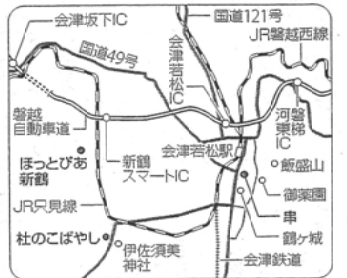 会津坂下IC
国道121号
国道49号
JR磐越西線
会津若松IC
磐越自動車道
河東磐梯IC
会津若松駅
ほっとぴあ新鶴
新鶴スマートIC
飯盛山
御薬園
JR只見線
串
鶴ヶ城
杜のこばやし
伊佐須美神社
会津鉄道